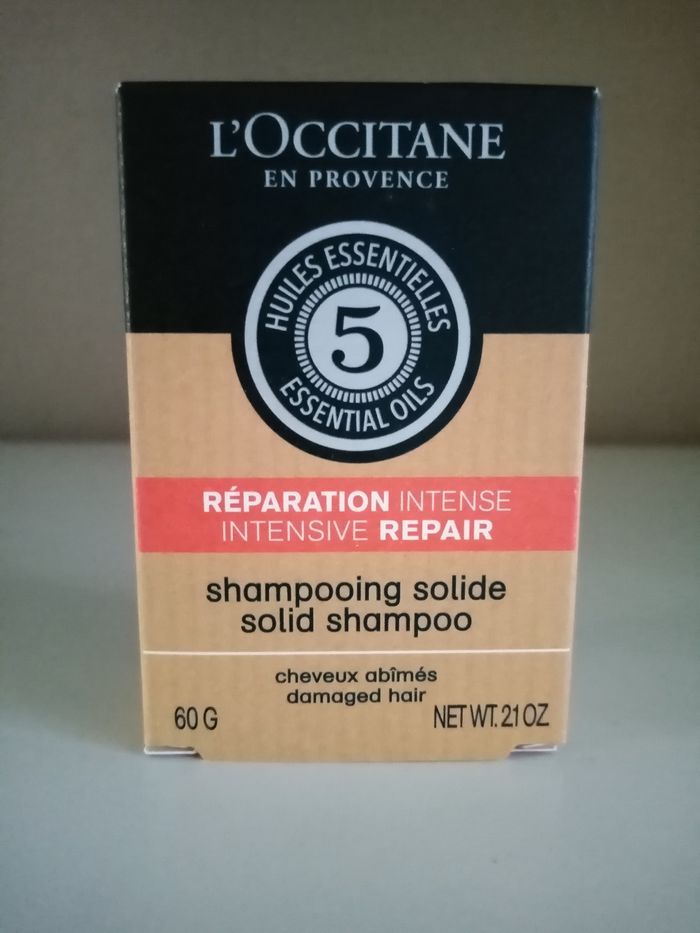 L'OCCITANE
EN PROVENCE
HUILES ESSENTIELLES
5
ESSENTIAL OILS
RÉPARATION INTENSE
INTENSIVE REPAIR
shampooing solide
solid shampoo
cheveux abîmés
damaged hair
60 G NET WT. 2.1 OZ